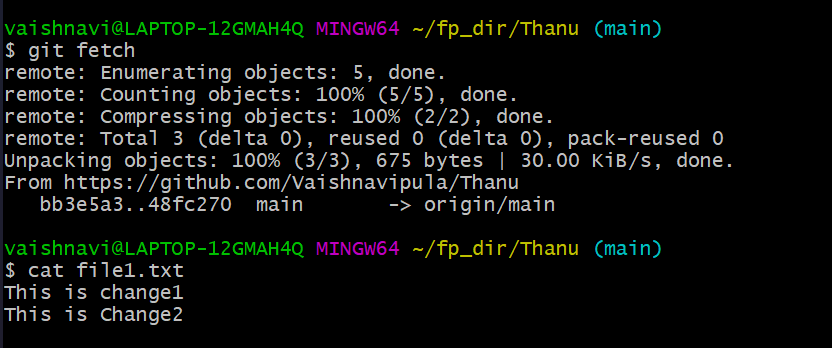 vaishnavi@LAPTOP-12GMAH4Q MINGW64 ~/fp_dir/Thanu (main)
$ git fetch
remote: Enumerating objects: 5, done.
remote: Counting objects: 100% (5/5), done.
remote: Compressing objects: 100% (2/2), done.
remote: Total 3 (delta 0), reused 0 (delta 0), pack-reused 0
Unpacking objects: 100% (3/3), 675 bytes | 30.00 KiB/s, done.
From https://github.com/Vaishnavipula/Thanu
   bb3e5a3..48fc270  main       -> origin/main
vaishnavi@LAPTOP-12GMAH4Q MINGW64 ~/fp_dir/Thanu (main)
$ cat file1.txt
This is change1
This is Change2